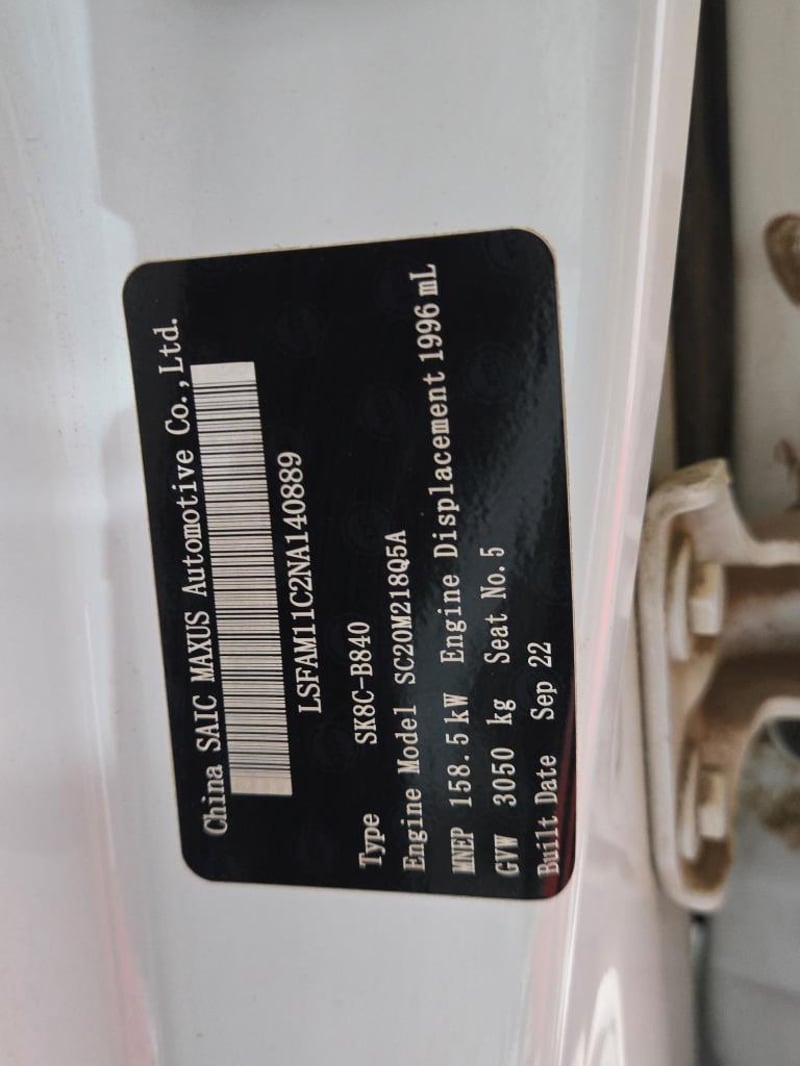 China SAIC MAXUS Automotive Co.,Ltd.
LSFAM11C2NA140889
Type SK8C-B840
Engine Model SC20M218Q5A
MNEP 158.5 kW Engine Displacement 1996 mL
GVW 3050 kg Seat No.5
Built Date Sep 22